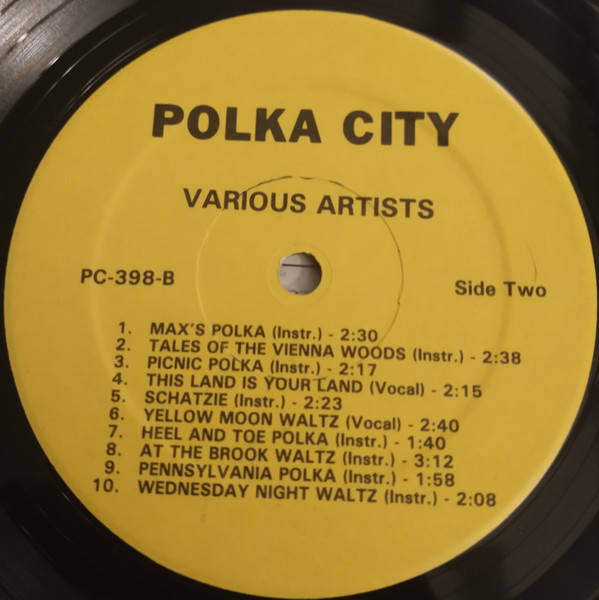 POLKA CITY
VARIOUS ARTISTS
PC-398-B
Side Two
1. MAX'S POLKA (Instr.) - 2:30
2. TALES OF THE VIENNA WOODS (Instr.) - 2:38
3. PICNIC POLKA (Instr.) - 2:17
4. THIS LAND IS YOUR LAND (Vocal) - 2:15
5. SCHATZIE (Instr.) - 2:23
6. YELLOW MOON WALTZ (Vocal) - 2:40
7. HEEL AND TOE POLKA (Instr.) - 1:40
8. AT THE BROOK WALTZ (Instr.) - 3:12
9. PENNSYLVANIA POLKA (Instr.) - 1:58
10. WEDNESDAY NIGHT WALTZ (Instr.) - 2:08